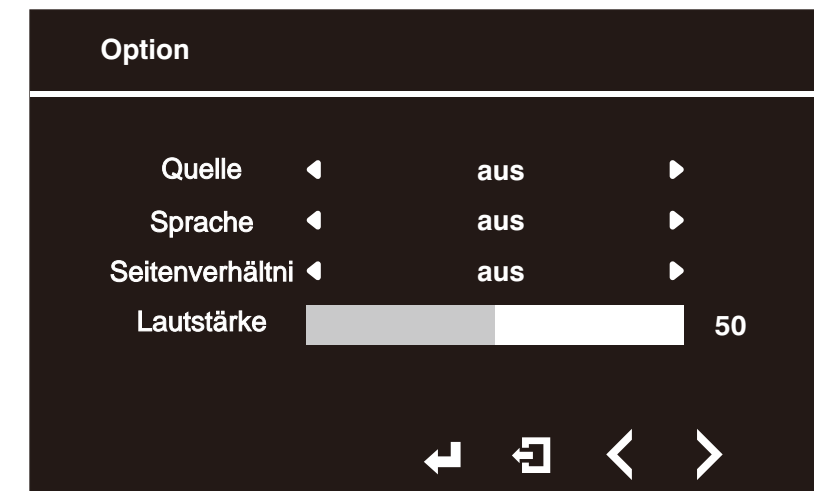 Option
Quelle aus
Sprache aus
Seitenverhältni aus
Lautstärke 50